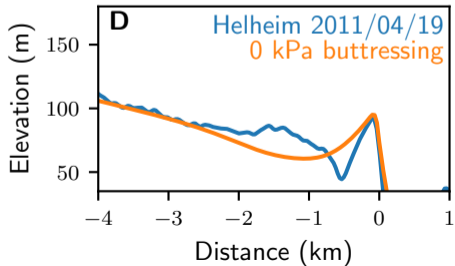 D
Helheim 2011/04/19
0 kPa buttressing
Elevation (m)
150
100
50
−4
−3
−2
−1
0
1
Distance (km)